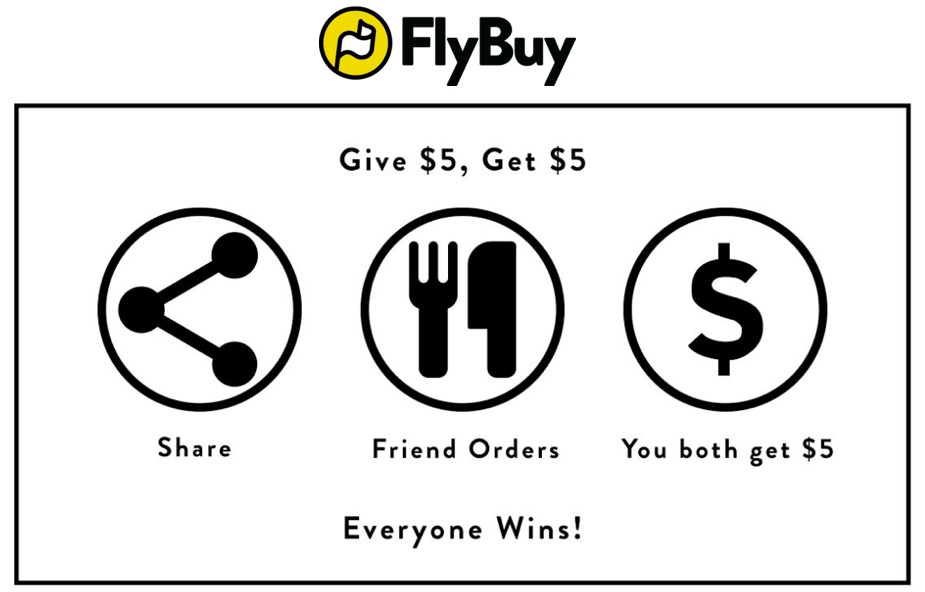 FlyBuy
Give $5, Get $5
Share
Friend Orders
You both get $5
Everyone Wins!